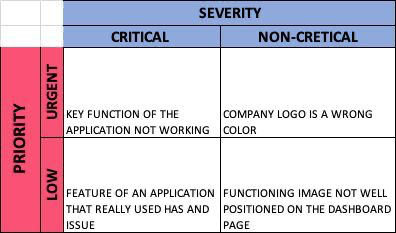 SEVERITY
CRITICAL
NON-CRETICAL
PRIORITY
URGENT
KEY FUNCTION OF THE
APPLICATION NOT WORKING
COMPANY LOGO IS A WRONG
COLOR
LOW
FEATURE OF AN APPLICATION
THAT REALLY USED HAS AND
ISSUE
FUNCTIONING IMAGE NOT WELL
POSITIONED ON THE DASHBOARD
PAGE